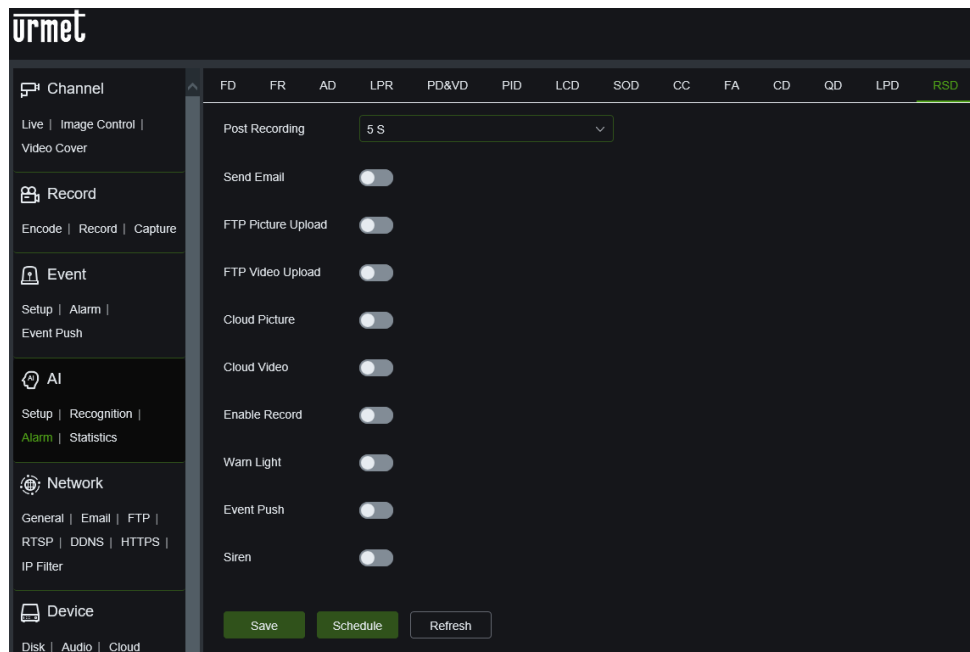 urmet
Channel
Live | Image Control |
Video Cover
Record
Encode | Record | Capture
Event
Setup | Alarm |
Event Push
AI
Setup | Recognition |
Alarm | Statistics
Network
General | Email | FTP |
RTSP | DDNS | HTTPS |
IP Filter
Device
Disk | Audio | Cloud
FD FR AD LPR PD&VD PID LCD SOD CC FA CD QD LPD RSD
Post Recording 5 S
Send Email
FTP Picture Upload
FTP Video Upload
Cloud Picture
Cloud Video
Enable Record
Warn Light
Event Push
Siren
Save Schedule Refresh